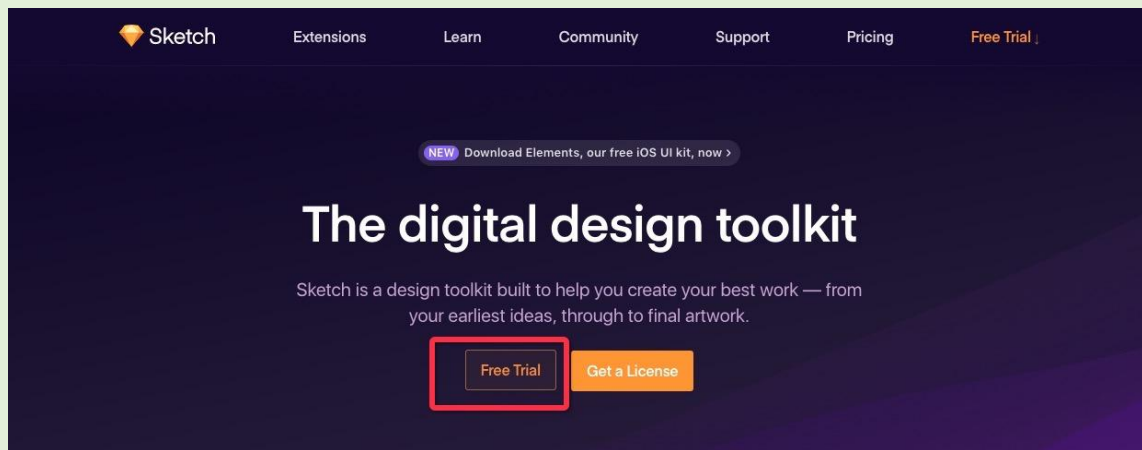 Sketch Extensions Learn Community Support Pricing Free Trial ↓
NEW Download Elements, our free iOS UI kit, now >
The digital design toolkit
Sketch is a design toolkit built to help you create your best work — from
your earliest ideas, through to final artwork.
Free Trial Get a License